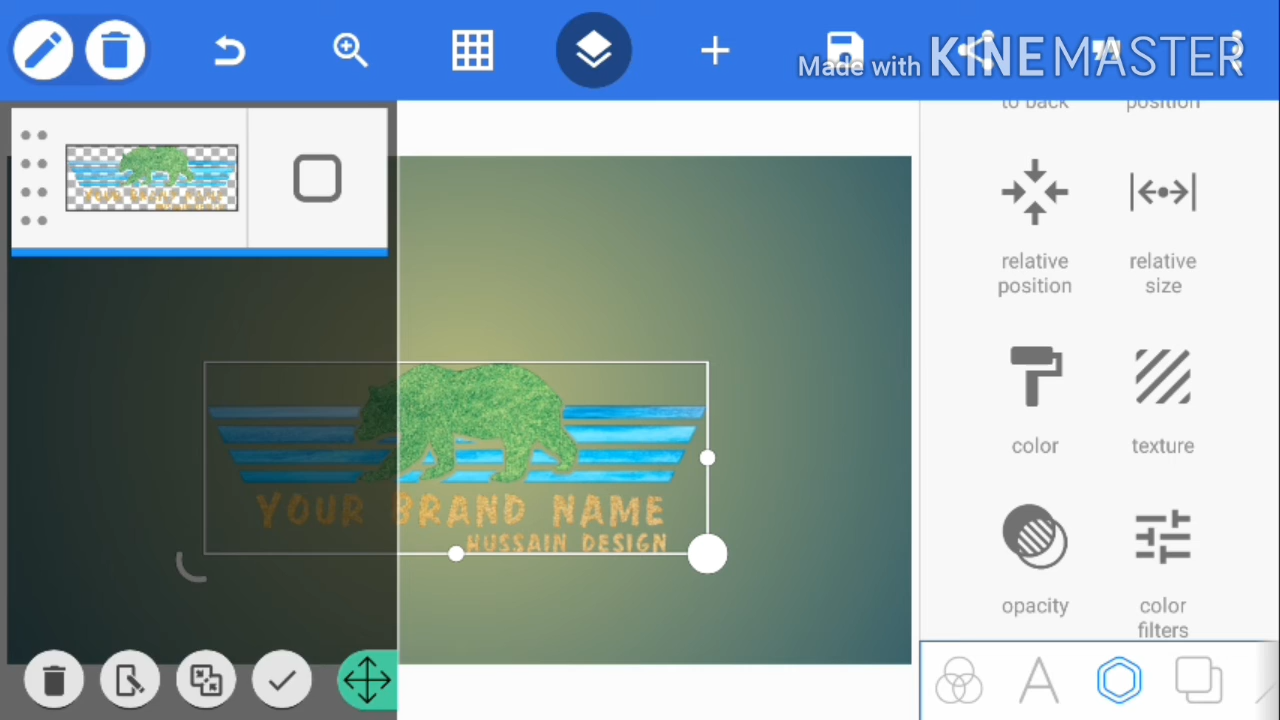 Made with KINEMASTER
to back
position
relative
position
relative
size
color
texture
opacity
color
filters
YOUR BRAND NAME
HUSSAIN DESIGN